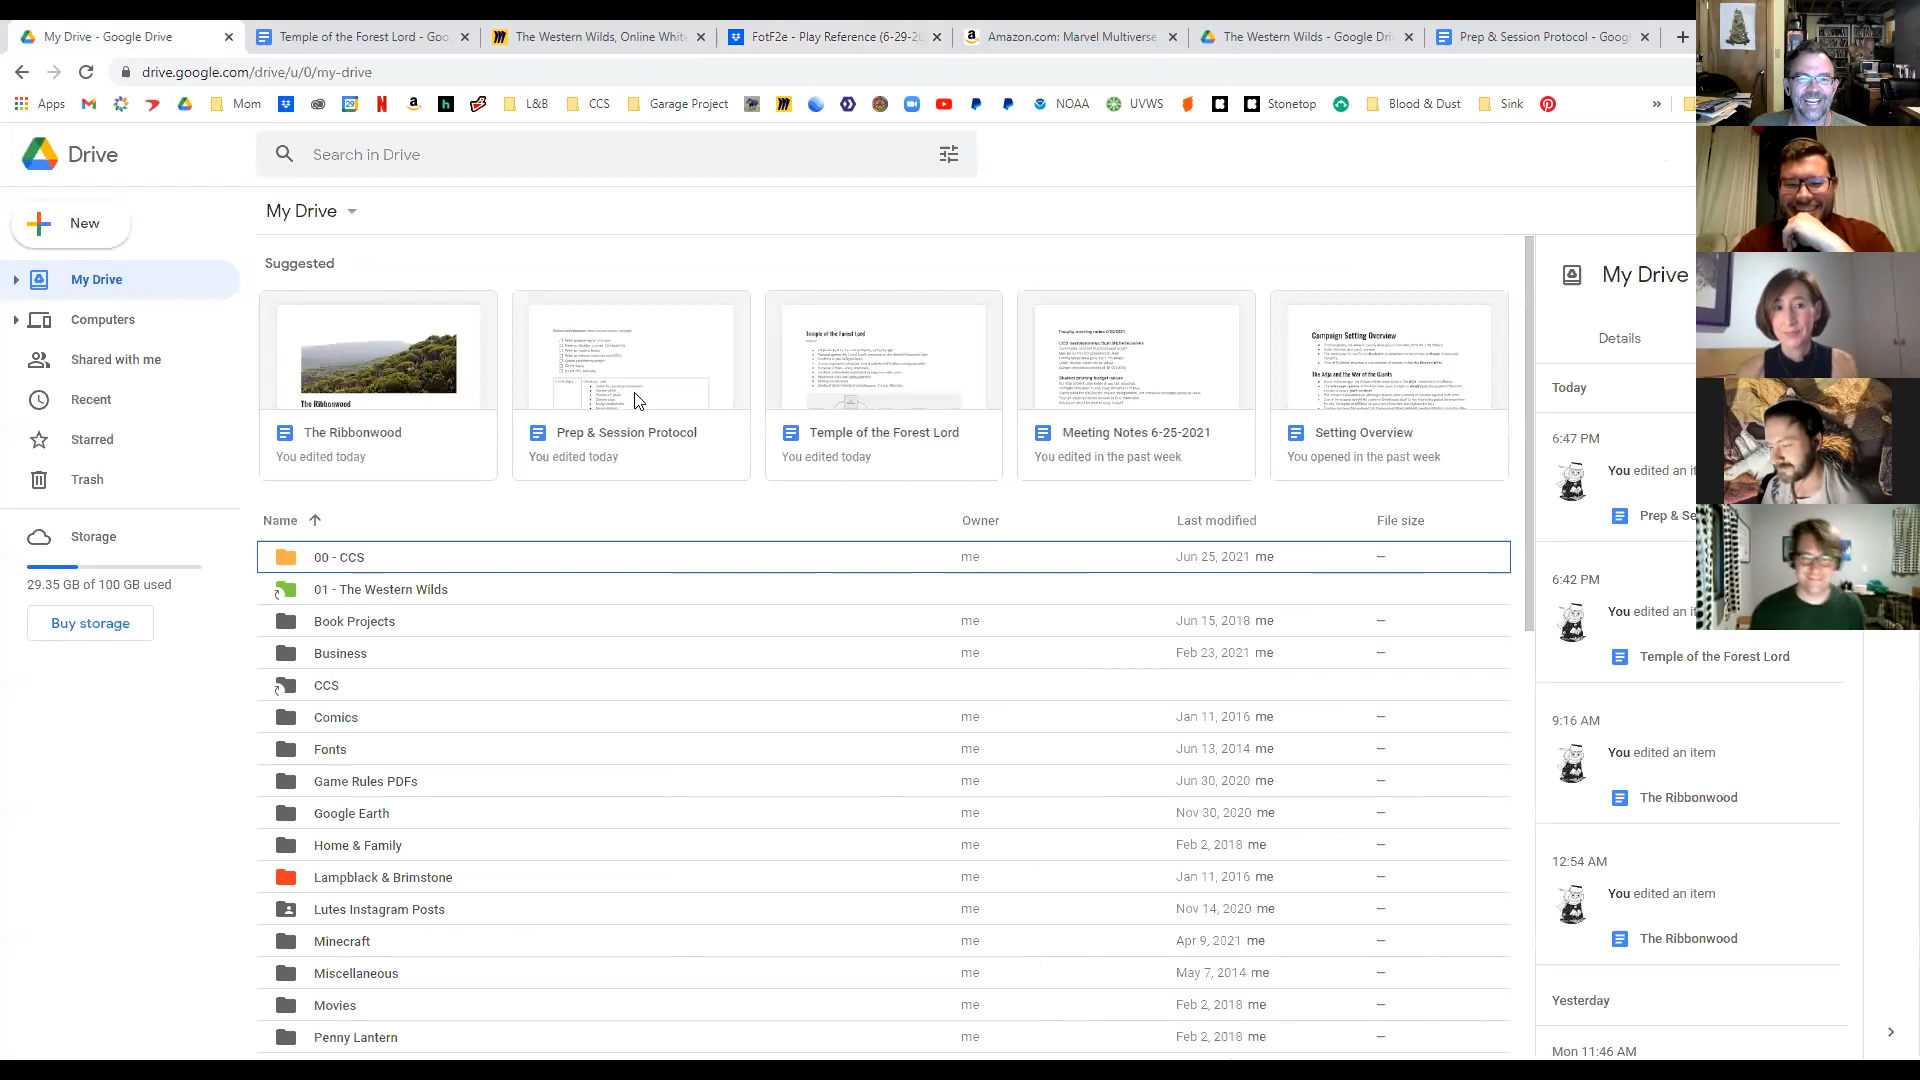 My Drive - Google Drive
Temple of the Forest Lord - Goo
The Western Wilds, Online White
FotF2e - Play Reference (6-29-20
Amazon.com: Marvel Multiverse
The Western Wilds - Google Driv
Prep & Session Protocol - Googl
drive.google.com/drive/u/0/my-drive
Apps
Mom
L&B
CCS
Garage Project
NOAA
UVWS
Stonetop
Blood & Dust
Sink
Drive
Search in Drive
New
My Drive
Computers
Shared with me
Recent
Starred
Trash
Storage
29.35 GB of 100 GB used
Buy storage
My Drive
Suggested
The Ribbonwood
The Ribbonwood
You edited today
Prep & Session Protocol
You edited today
Temple of the Forest Lord
Temple of the Forest Lord
You edited today
Meeting Notes 6-25-2021
You edited in the past week
Campaign Setting Overview
Setting Overview
You opened in the past week
Name Owner Last modified File size
00 - CCS me Jun 25, 2021 me –
01 - The Western Wilds
Book Projects me Jun 15, 2018 me –
Business me Feb 23, 2021 me –
CCS
Comics me Jan 11, 2016 me –
Fonts me Jun 13, 2014 me –
Game Rules PDFs me Jun 30, 2020 me –
Google Earth me Nov 30, 2020 me –
Home & Family me Feb 2, 2018 me –
Lampblack & Brimstone me Jan 11, 2016 me –
Lutes Instagram Posts me Nov 14, 2020 me –
Minecraft me Apr 9, 2021 me –
Miscellaneous me May 7, 2014 me –
Movies me Feb 2, 2018 me –
Penny Lantern me Feb 2, 2018 me –
My Drive
Details
Today
6:47 PM
You edited an it
Prep & Se
6:42 PM
You edited an it
Temple of the Forest Lord
9:16 AM
You edited an item
The Ribbonwood
12:54 AM
You edited an item
The Ribbonwood
Yesterday
Mon 11:46 AM